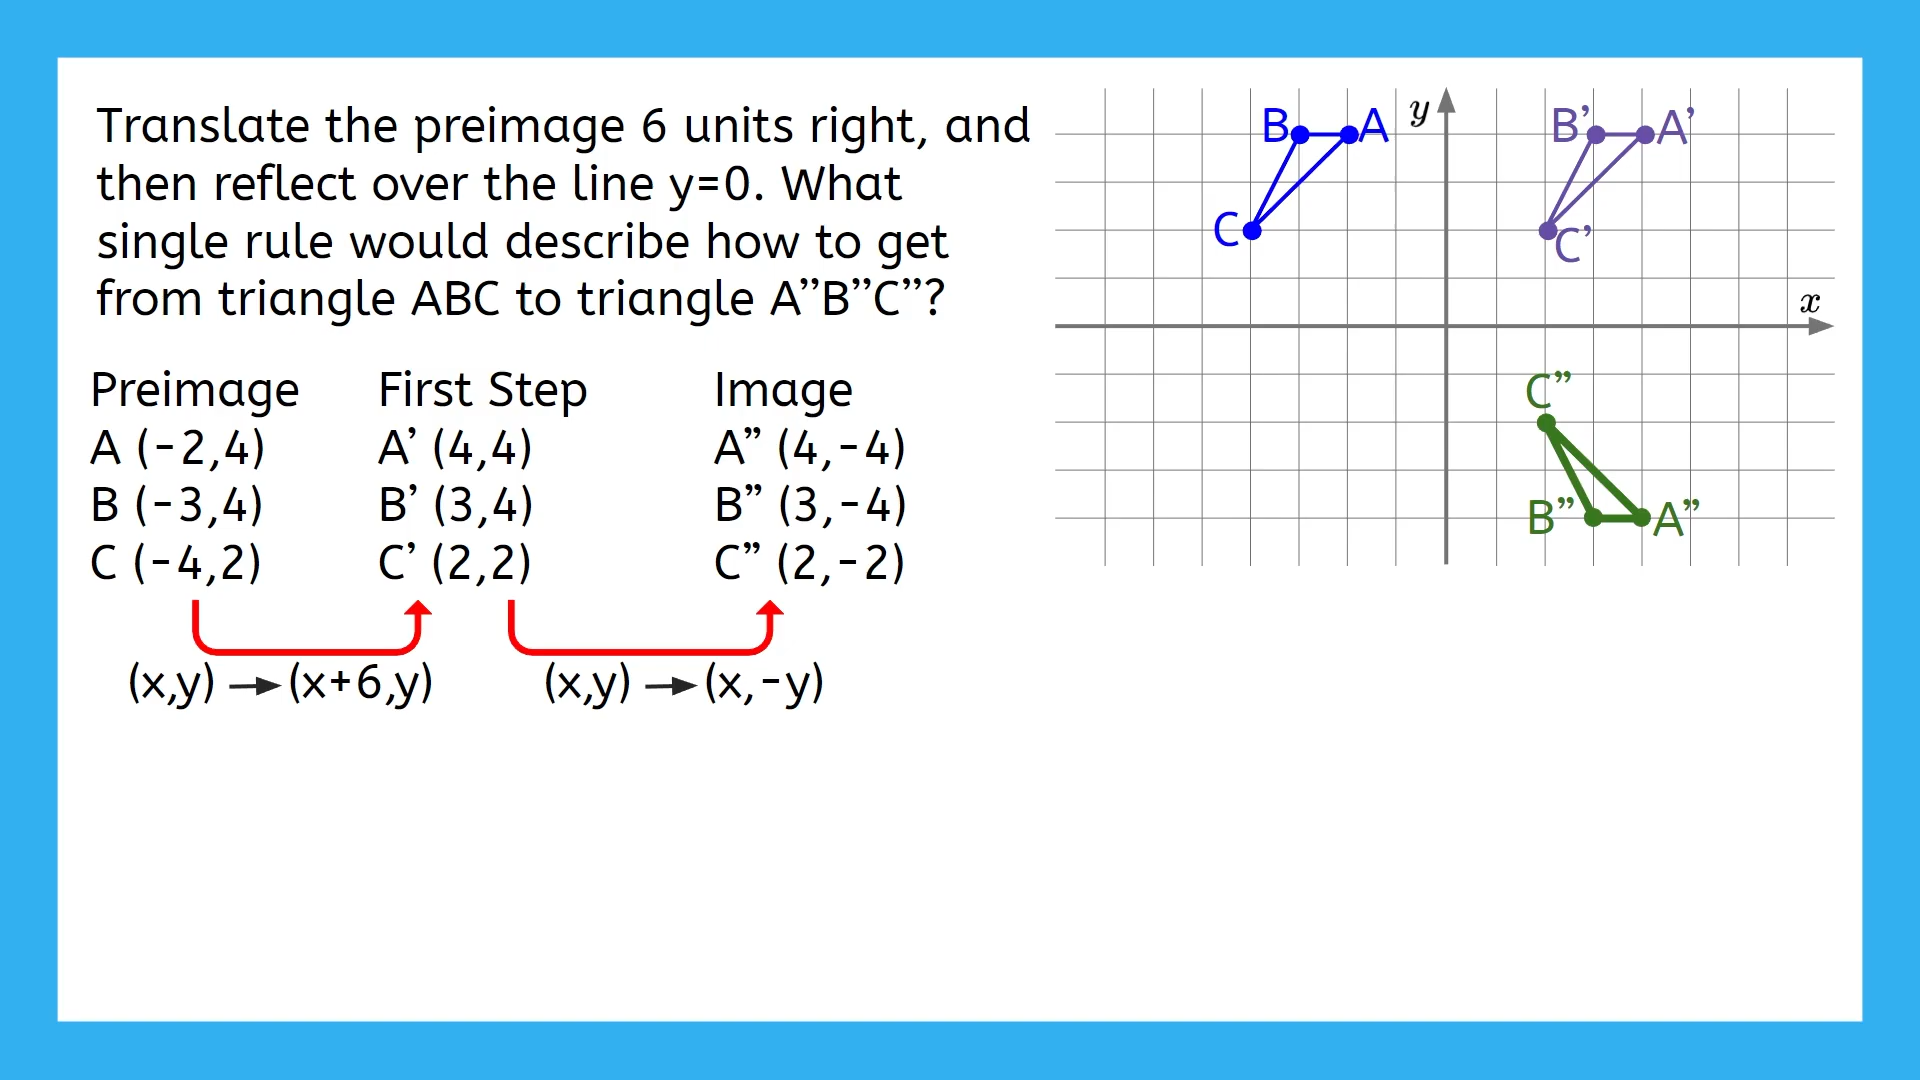 Translate the preimage 6 units right, and
then reflect over the line y=0. What
single rule would describe how to get
from triangle ABC to triangle A”B”C”?
Preimage First Step Image
A (-2,4) A’ (4,4) A” (4,-4)
B (-3,4) B’ (3,4) B” (3,-4)
C (-4,2) C’ (2,2) C” (2,-2)
(x,y) → (x+6,y) (x,y) → (x,-y)
B A y B’ A’
C C’
x
C”
B” A”